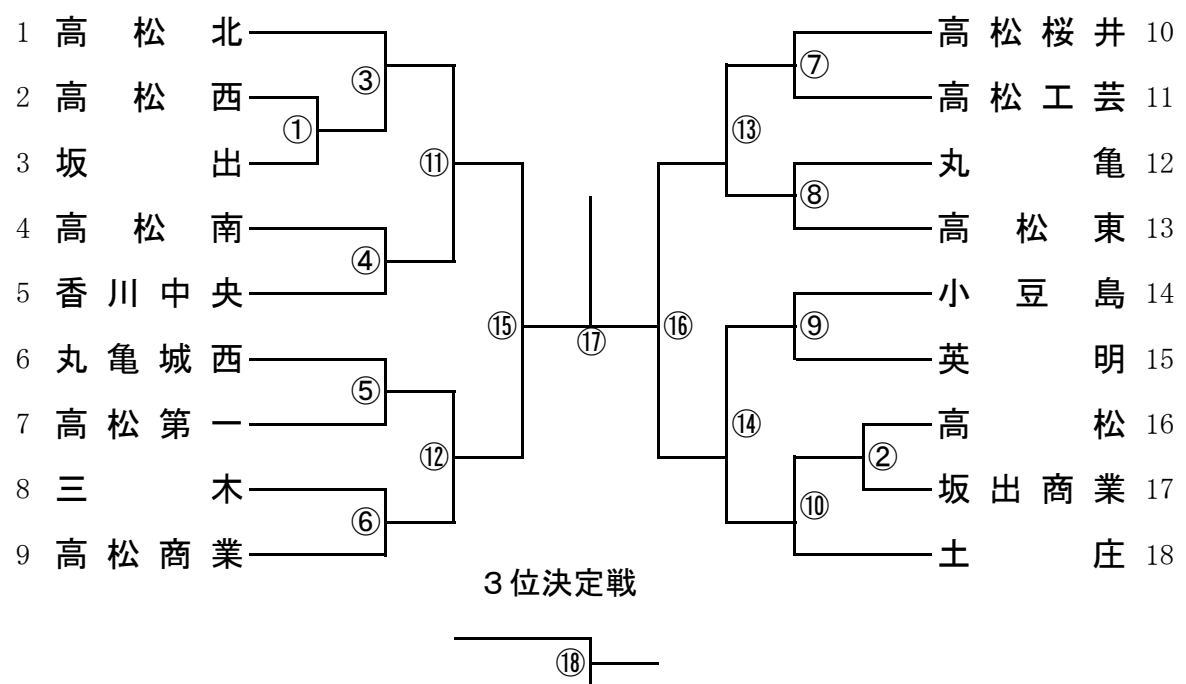 1 高松北
2 高松西
3 坂出
4 高松南
5 香川中央
6 丸亀城西
7 高松第一
8 三木
9 高松商業
① 
③
④
⑤
⑥
⑪
⑫
⑮
⑰
⑯
⑬
⑭
⑦
⑧
⑨
②
⑩
高松桜井 10
高松工芸 11
丸亀 12
高松東 13
小豆島 14
英明 15
高松 16
坂出商業 17
土庄 18
３位決定戦
⑱